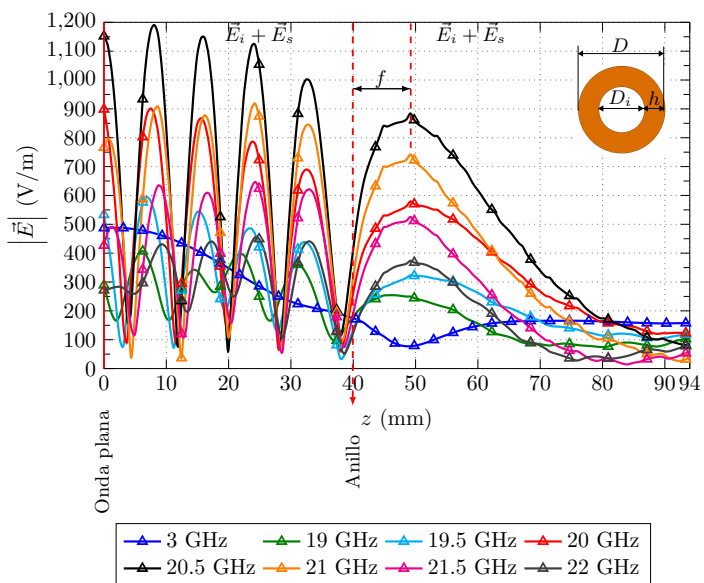 1,200
1,100
1,000
900
800
700
600
500
400
300
200
100
0
|E⃗| (V/m)
E⃗ᵢ + E⃗ₛ
E⃗ᵢ + E⃗ₛ
f
D
Dᵢ
h
0 10 20 30 40 50 60 70 80 90 94
z (mm)
Onda plana
Anillo
3 GHz 19 GHz 19.5 GHz 20 GHz
20.5 GHz 21 GHz 21.5 GHz 22 GHz